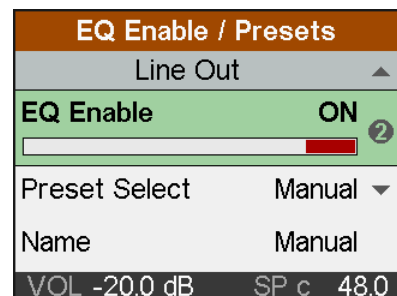 EQ Enable / Presets
Line Out
EQ Enable ON
2
Preset Select Manual
Name Manual
VOL -20.0 dB SP c 48.0